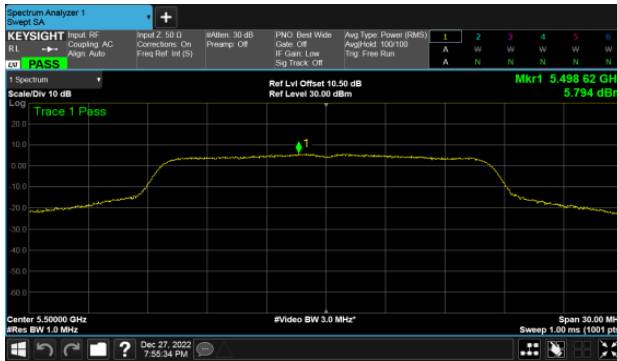 Spectrum Analyzer 1
Swept SA
+
KEYSIGHT Input: RF Input Z: 50 Ω #Atten: 30 dB PNO: Best Wide Avg Type: Power (RMS) 1 2 3 4 5 6
RL Coupling: AC Corrections: On Preamp: Off Gate: Off Avg|Hold: 100/100 A W W W W W
Align: Auto Freq Ref: Int (S) IF Gain: Low Trig: Free Run
LXI PASS Sig Track: Off A N N N N N
1 Spectrum Ref Lvl Offset 10.50 dB Mkr1 5.498 62 GH
Scale/Div 10 dB Ref Level 30.00 dBm 5.794 dBr
Log Trace 1 Pass
20.0
10.0 1
0.00
-10.0
-20.0
-30.0
-40.0
-50.0
-60.0
Center 5.50000 GHz #Video BW 3.0 MHz* Span 30.00 MH
#Res BW 1.0 MHz Sweep 1.00 ms (1001 pts
? Dec 27, 2022
7:55:34 PM